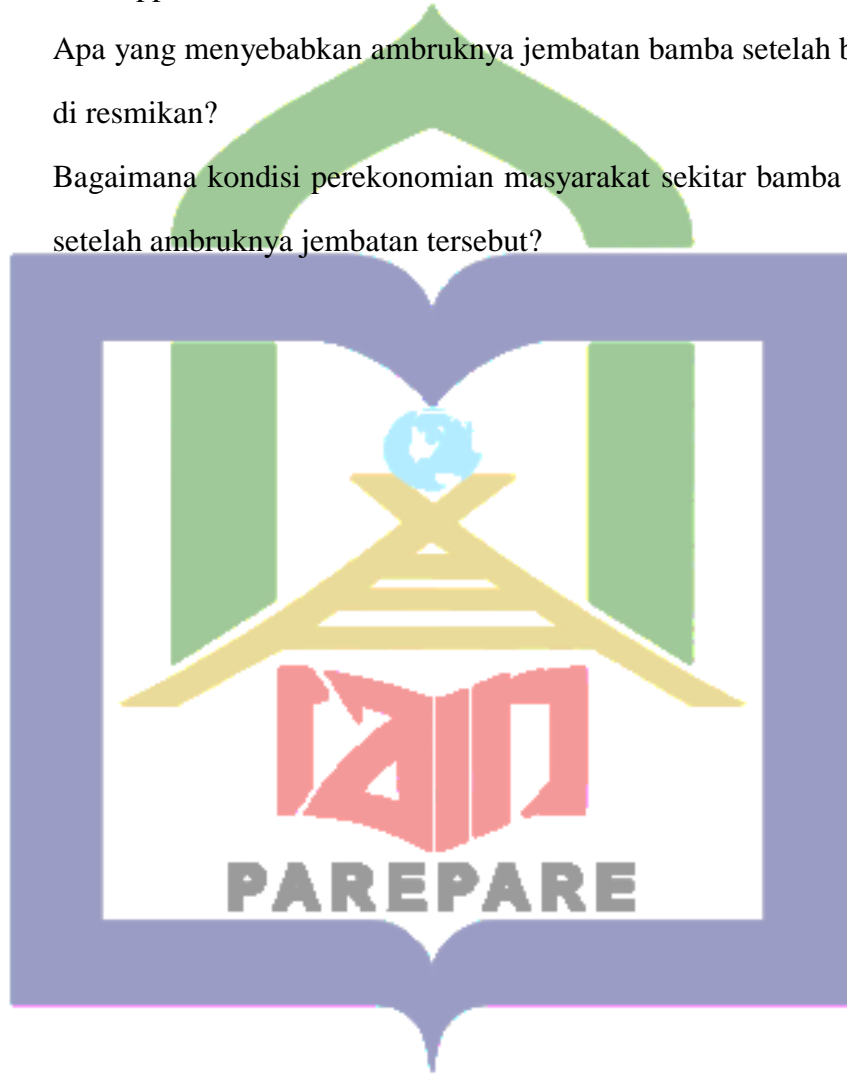 Apa yang menyebabkan ambruknya jembatan bamba setelah
di resmikan?
Bagaimana kondisi perekonomian masyarakat sekitar bamba
setelah ambruknya jembatan tersebut?
iain
PAREPARE